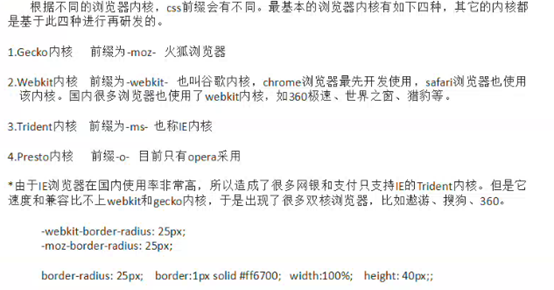 根据不同的浏览器内核，css前缀会有不同。最基本的浏览器内核有如下四种，其它的内核都
是基于此四种进行再研发的。
1.Gecko内核 前缀为-moz- 火狐浏览器
2.Webkit内核 前缀为-webkit- 也叫谷歌内核，chrome浏览器最先开发使用，safari浏览器也使用
该内核。国内很多浏览器也使用了webkit内核，如360极速、世界之窗、猎豹等。
3.Trident内核 前缀为-ms- 也称IE内核
4.Presto内核 前缀-o- 目前只有opera采用
*由于IE浏览器在国内使用率非常高，所以造成了很多网银和支付只支持IE的Trident内核。但是它
速度和兼容比不上webkit和gecko内核，于是出现了很多双核浏览器，比如遨游、搜狗、360。
-webkit-border-radius: 25px;
-moz-border-radius: 25px;
border-radius: 25px; border:1px solid #ff6700; width:100%; height: 40px;;